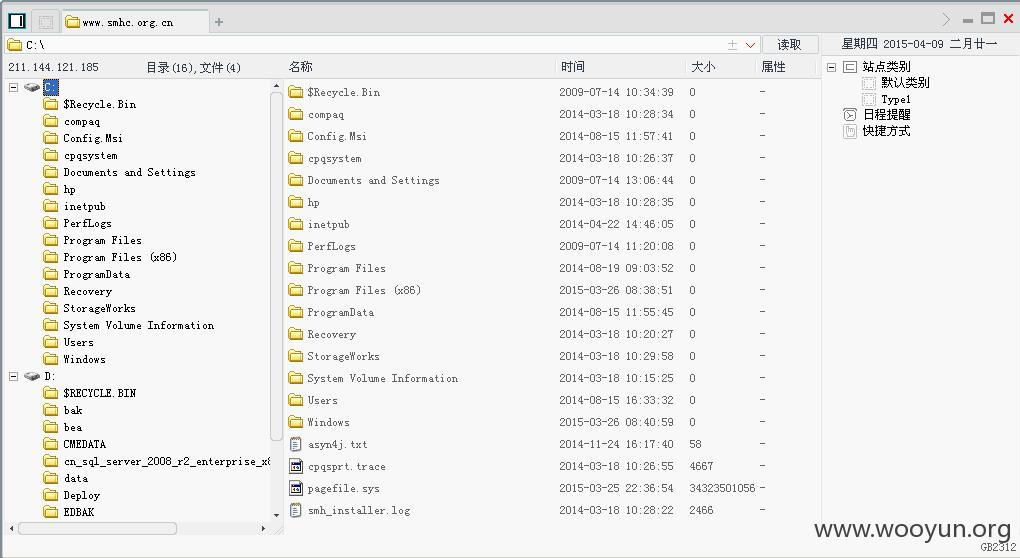 www.smhc.org.cn
C:\
读取
星期四 2015-04-09 二月廿一
211.144.121.185
目录(16),文件(4)
名称 时间 大小 属性
C:
$Recycle.Bin
compaq
Config.Msi
cpqsystem
Documents and Settings
hp
inetpub
PerfLogs
Program Files
Program Files (x86)
ProgramData
Recovery
StorageWorks
System Volume Information
Users
Windows
D:
$RECYCLE.BIN
bak
bea
CMEDATA
cn_sql_server_2008_r2_enterprise_x8
data
Deploy
EDBAK
$Recycle.Bin 2009-07-14 10:34:39 0 -
compaq 2014-03-18 10:28:34 0 -
Config.Msi 2014-08-15 11:57:41 0 -
cpqsystem 2014-03-18 10:26:37 0 -
Documents and Settings 2009-07-14 13:06:44 0 -
hp 2014-03-18 10:28:35 0 -
inetpub 2014-04-22 14:46:05 0 -
PerfLogs 2009-07-14 11:20:08 0 -
Program Files 2014-08-19 09:03:52 0 -
Program Files (x86) 2015-03-26 08:38:51 0 -
ProgramData 2014-08-15 11:55:45 0 -
Recovery 2014-03-18 10:20:27 0 -
StorageWorks 2014-03-18 10:29:58 0 -
System Volume Information 2014-03-18 10:15:25 0 -
Users 2014-08-15 16:33:32 0 -
Windows 2015-03-26 08:40:59 0 -
asyn4j.txt 2014-11-24 16:17:40 58 -
cpqsprt.trace 2014-03-18 10:26:55 4667 -
pagefile.sys 2015-03-25 22:36:54 34323501056 -
smh_installer.log 2014-03-18 10:28:22 2466 -
站点类别
默认类别
Type1
日程提醒
快捷方式
www.wooyun.org
GB2312